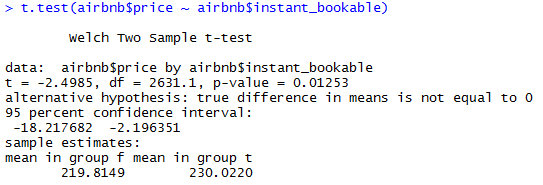 > t.test(airbnb$price ~ airbnb$instant_bookable)
Welch Two Sample t-test
data:  airbnb$price by airbnb$instant_bookable
t = -2.4985, df = 2631.1, p-value = 0.01253
alternative hypothesis: true difference in means is not equal to 0
95 percent confidence interval:
 -18.217682  -2.196351
sample estimates:
mean in group f mean in group t
       219.8149        230.0220